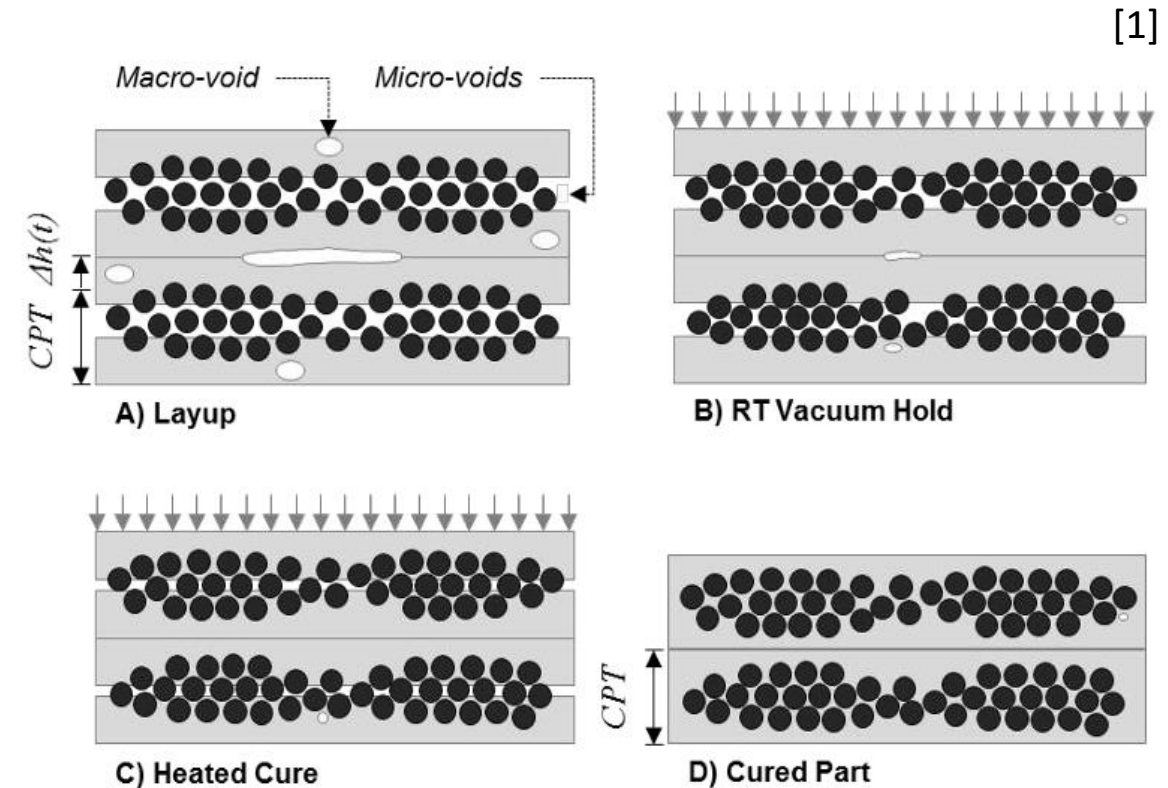 [1]
Macro-void
Micro-voids
CPT Δh(t)
A) Layup
B) RT Vacuum Hold
C) Heated Cure
CPT
D) Cured Part